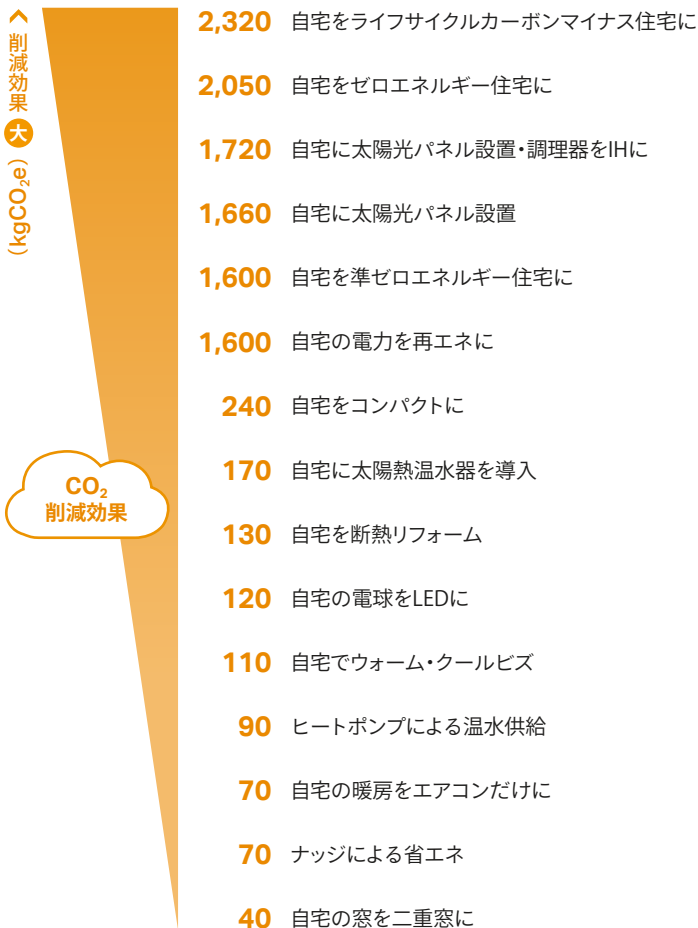 削減効果 大 (kgCO₂e)
2,320 自宅をライフサイクルカーボンマイナス住宅に
2,050 自宅をゼロエネルギー住宅に
1,720 自宅に太陽光パネル設置・調理器をIHに
1,660 自宅に太陽光パネル設置
1,600 自宅を準ゼロエネルギー住宅に
1,600 自宅の電力を再エネに
240 自宅をコンパクトに
170 自宅に太陽熱温水器を導入
130 自宅を断熱リフォーム
120 自宅の電球をLEDに
110 自宅でウォーム・クールビズ
90 ヒートポンプによる温水供給
70 自宅の暖房をエアコンだけに
70 ナッジによる省エネ
40 自宅の窓を二重窓に
CO₂
削減効果